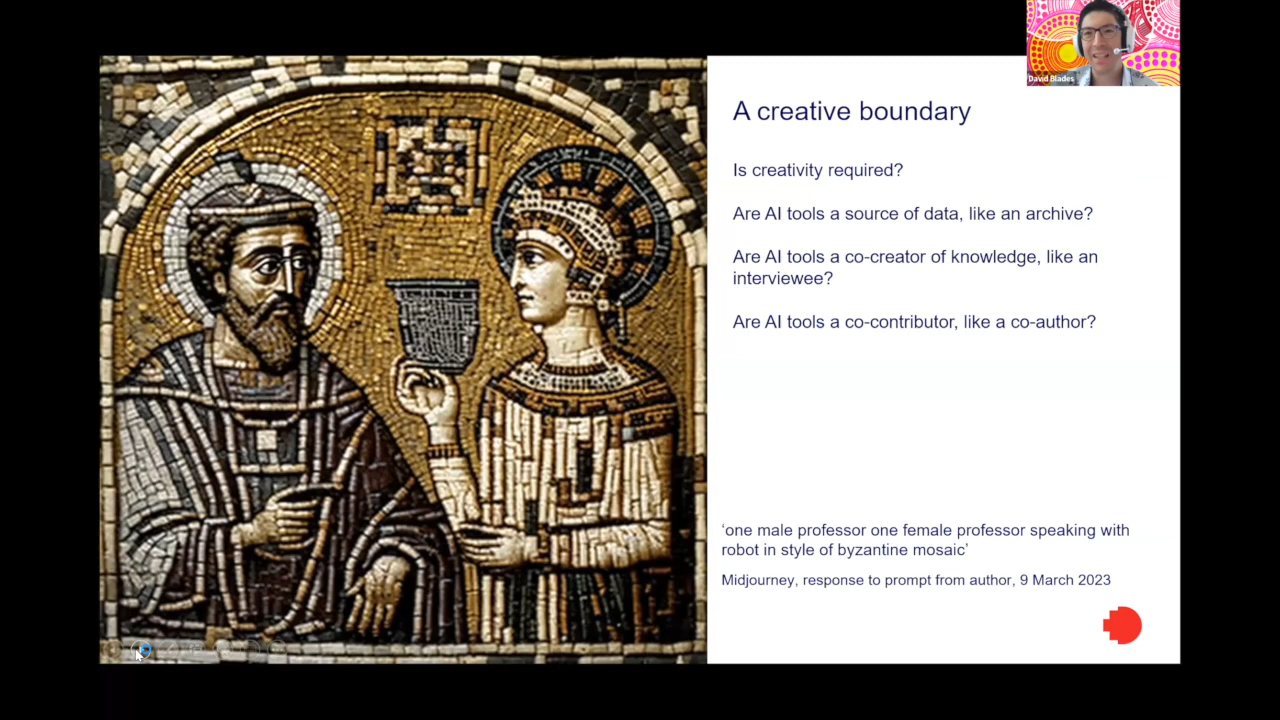 David Blades
A creative boundary
Is creativity required?
Are AI tools a source of data, like an archive?
Are AI tools a co-creator of knowledge, like an
interviewee?
Are AI tools a co-contributor, like a co-author?
‘one male professor one female professor speaking with
robot in style of byzantine mosaic’
Midjourney, response to prompt from author, 9 March 2023